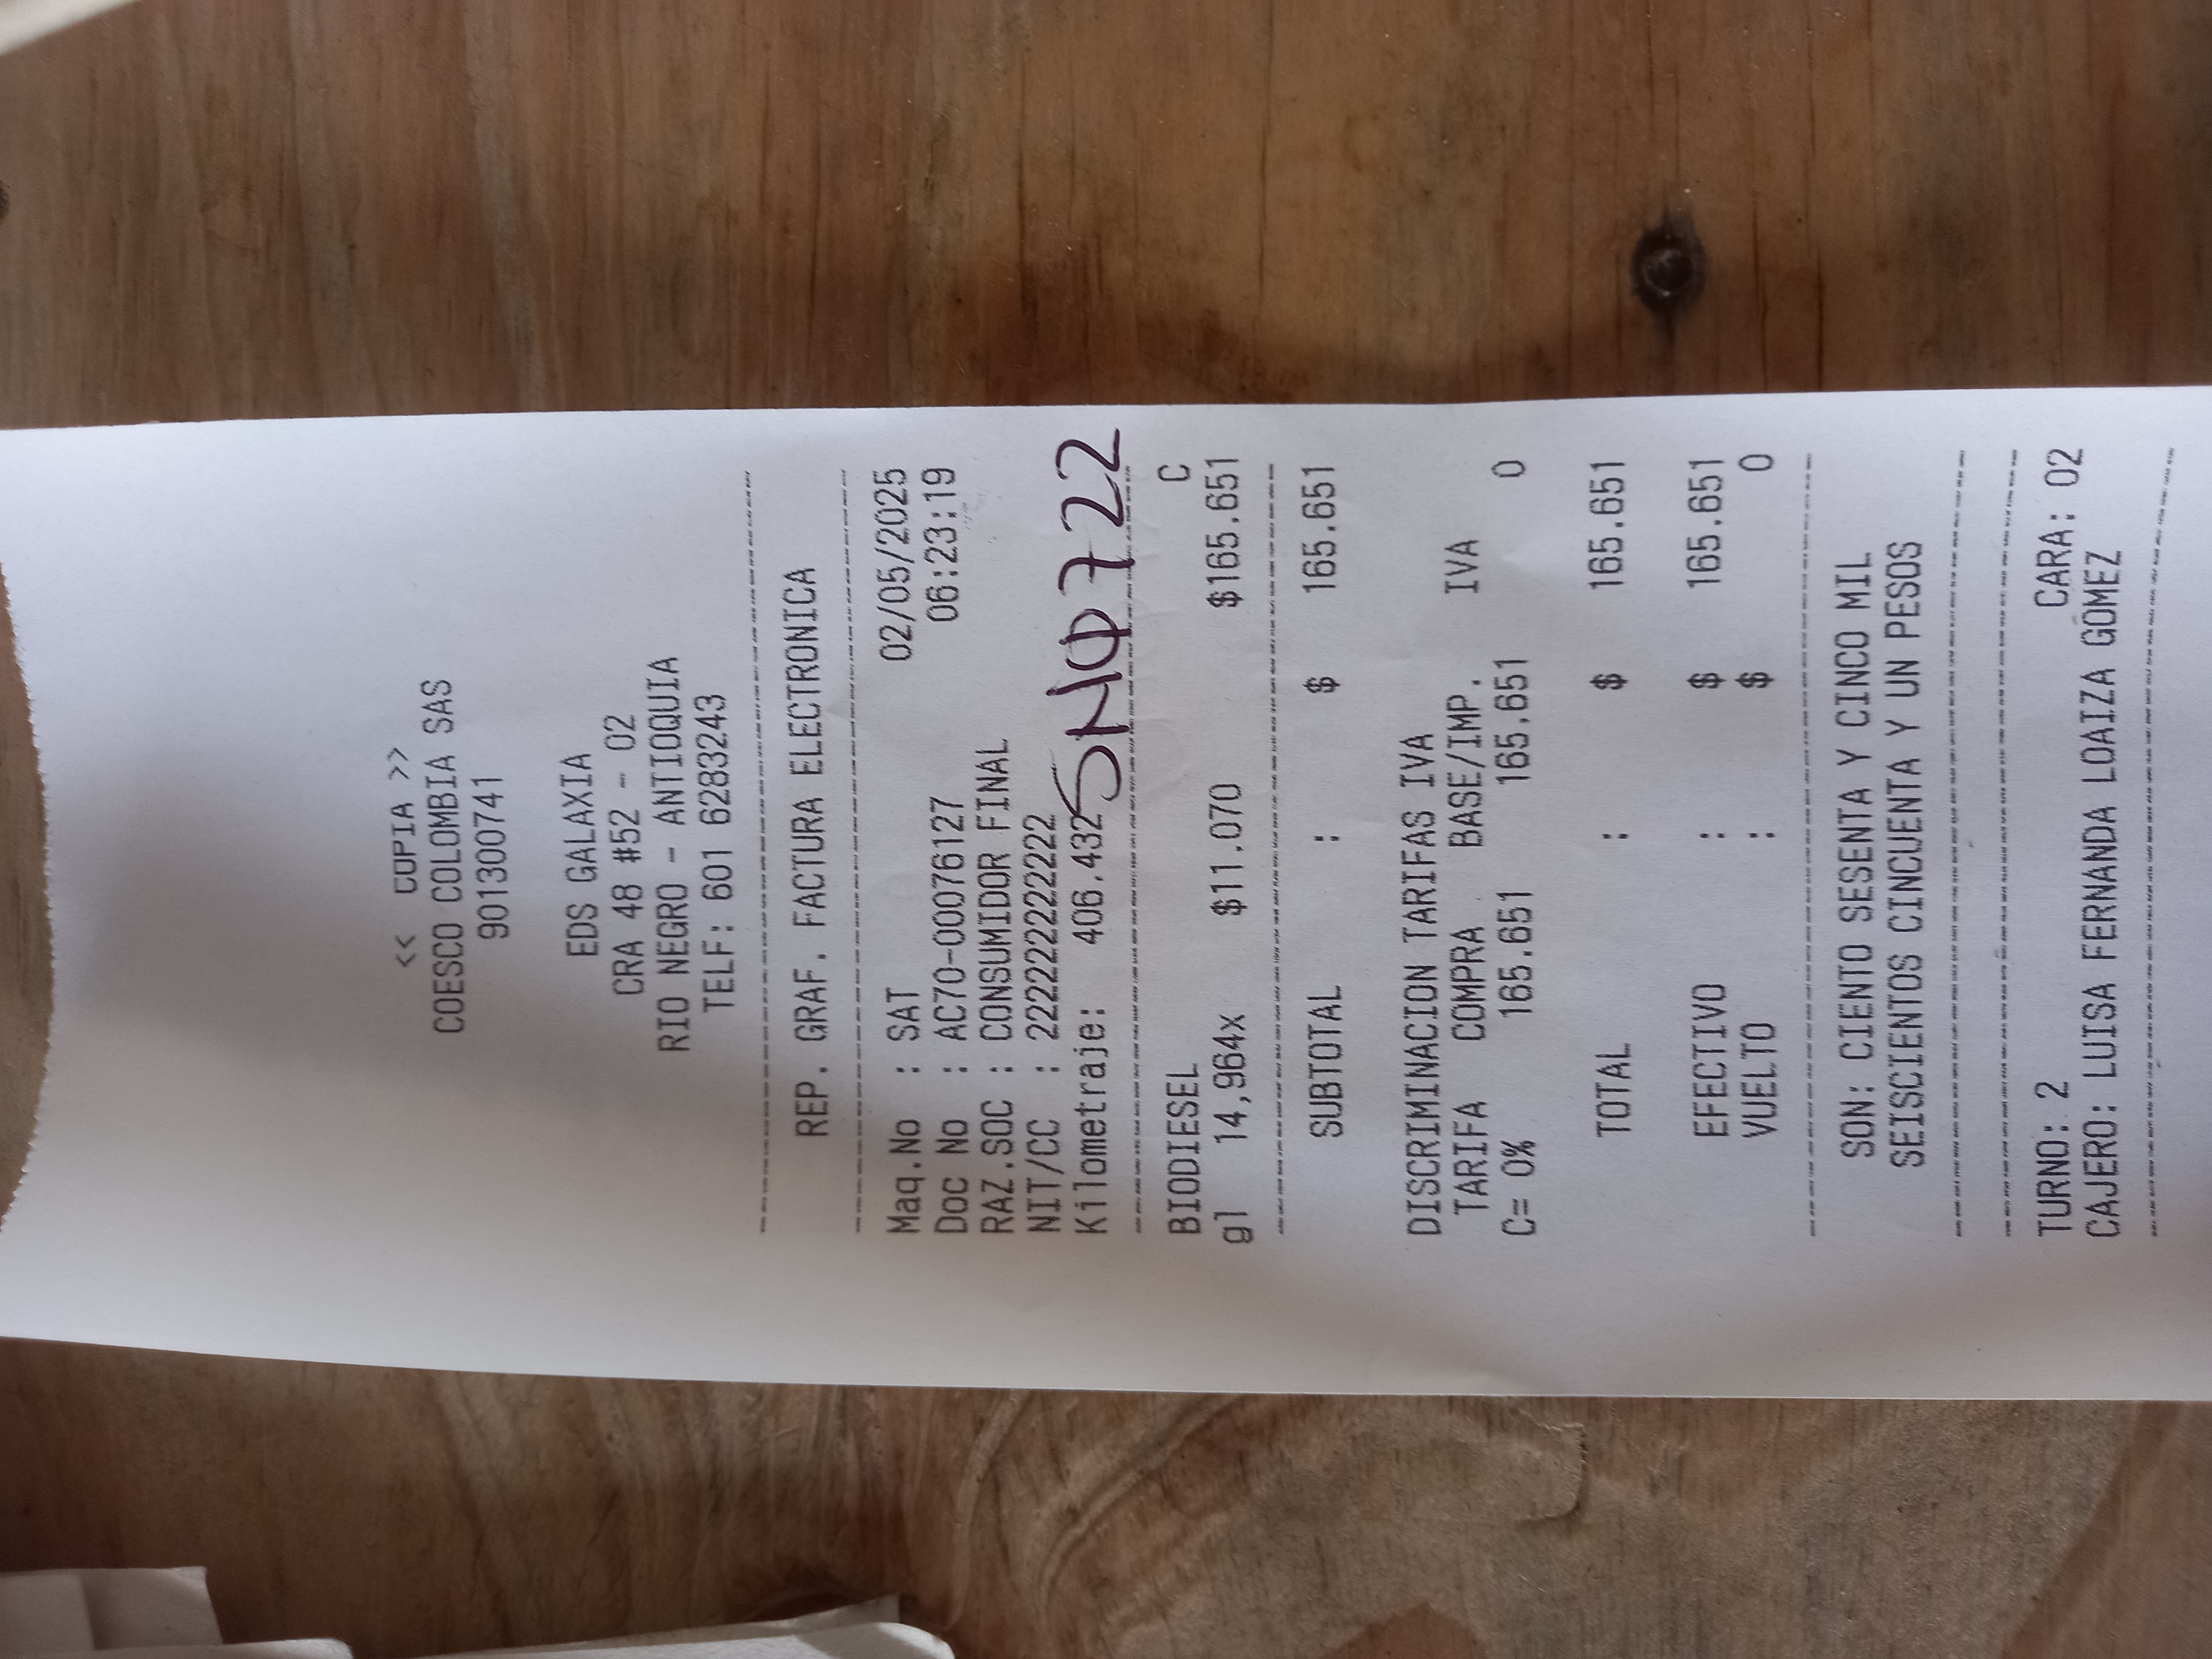 << COPIA >>
COESCO COLOMBIA SAS
901300741
EDS GALAXIA
CRA 48 #52 - 02
RIO NEGRO - ANTIOQUIA
TELF: 601 6283243
REP. GRAF. FACTURA ELECTRONICA
Maq.No : SAT 02/05/2025
Doc No : AC70-00076127 06:23:19
RAZ.SOC : CONSUMIDOR FINAL
NIT/CC : 222222222222
Kilometraje: 406.432
722
BIODIESEL C
gl 14,964x $11.070 $165.651
SUBTOTAL : $ 165.651
DISCRIMINACION TARIFAS IVA
TARIFA COMPRA BASE/IMP. IVA
C= 0% 165.651 165.651 0
TOTAL : $ 165.651
EFECTIVO : $ 165.651
VUELTO : $ 0
SON: CIENTO SESENTA Y CINCO MIL
SEISCIENTOS CINCUENTA Y UN PESOS
TURNO: 2 CARA: 02
CAJERO: LUISA FERNANDA LOAIZA GOMEZ